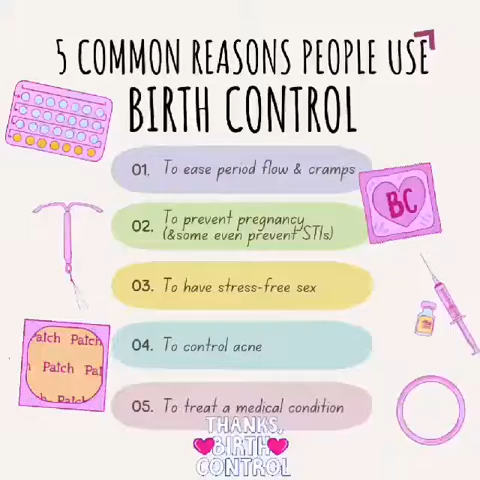 5 COMMON REASONS PEOPLE USE
BIRTH CONTROL
01. To ease period flow & cramps
BC
02. To prevent pregnancy
(&some even prevent STIs)
03. To have stress-free sex
Patch Patch
Patch Pat
Patch
04. To control acne
05. To treat a medical condition
THANKS,
BIRTH
CONTROL